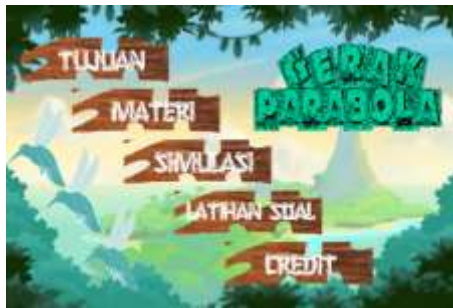 TUJUAN
GERAK
PARABOLA
MATERI
SIMULASI
LATIHAN SOAL
CREDIT